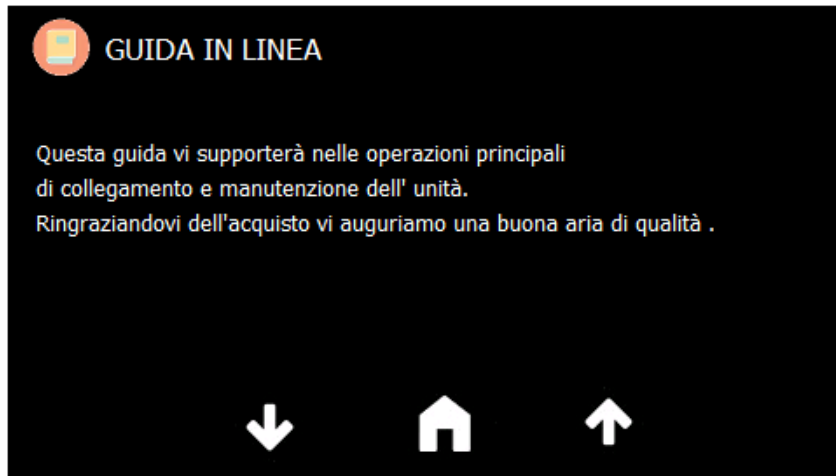 GUIDA IN LINEA
Questa guida vi supporterà nelle operazioni principali
di collegamento e manutenzione dell' unità.
Ringraziandovi dell'acquisto vi auguriamo una buona aria di qualità .